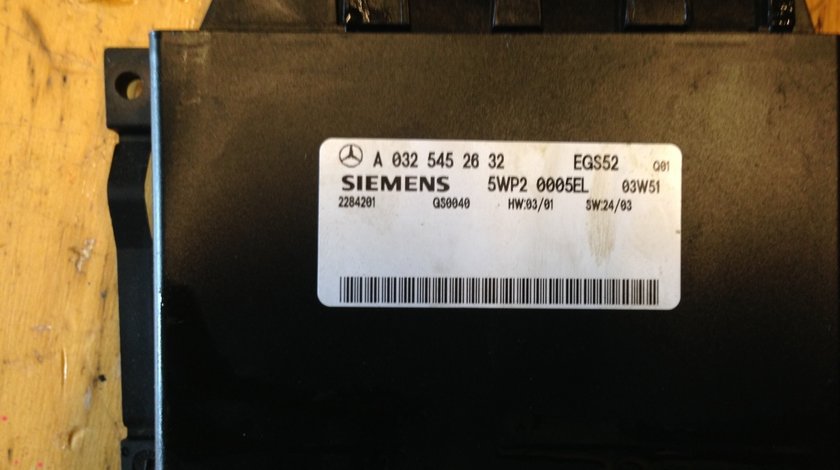 A 032 545 26 32 EGS52 Q01
SIEMENS 5WP2 0005EL 03W51
2284201 GS0040 HW:03/01 SW:24/03